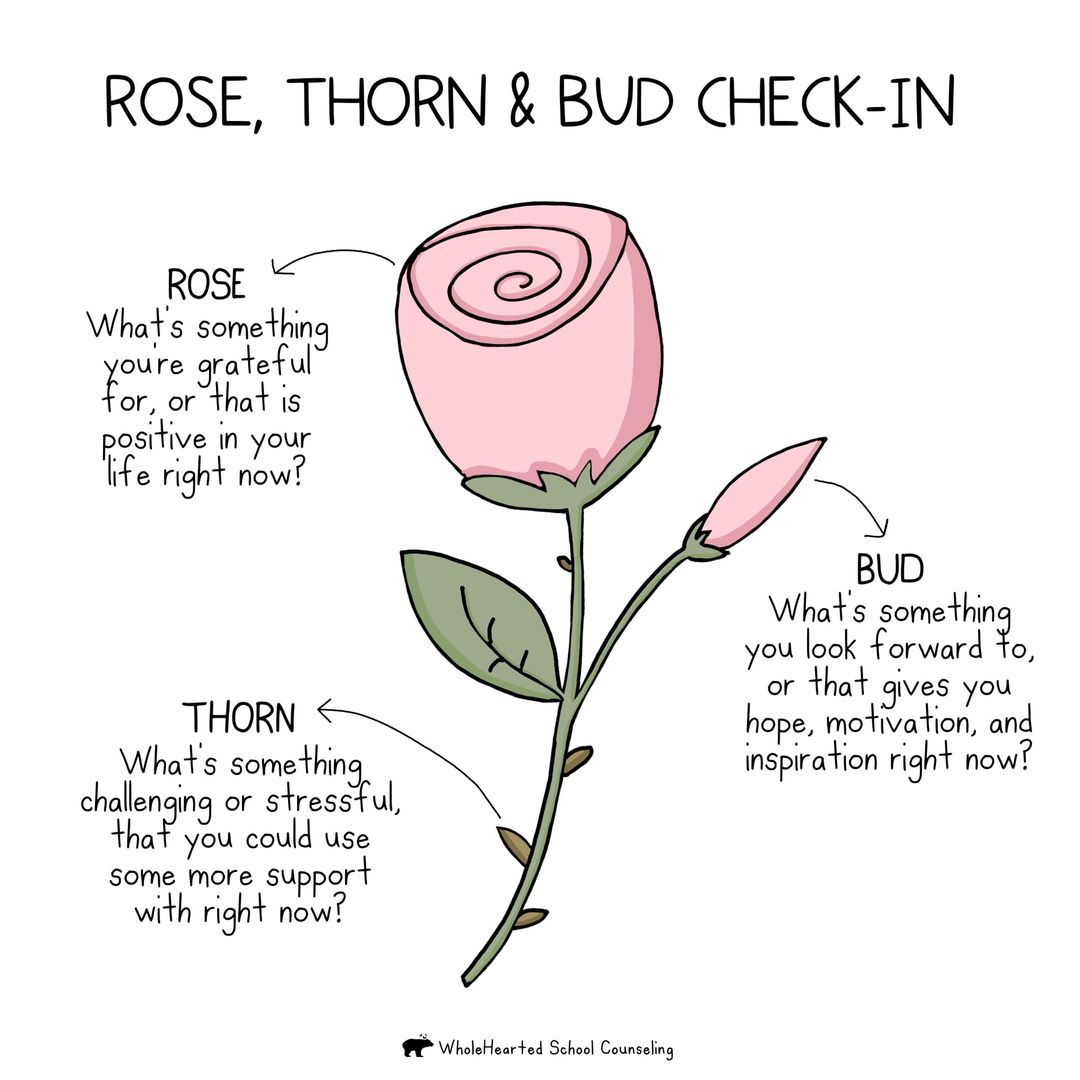 ROSE, THORN & BUD CHECK-IN
ROSE
What's something
you're grateful
for, or that is
positive in your
life right now?
BUD
What's something
you look forward to,
or that gives you
hope, motivation, and
inspiration right now?
THORN
What's something
challenging or stressful,
that you could use
some more support
with right now?
WholeHearted School Counseling